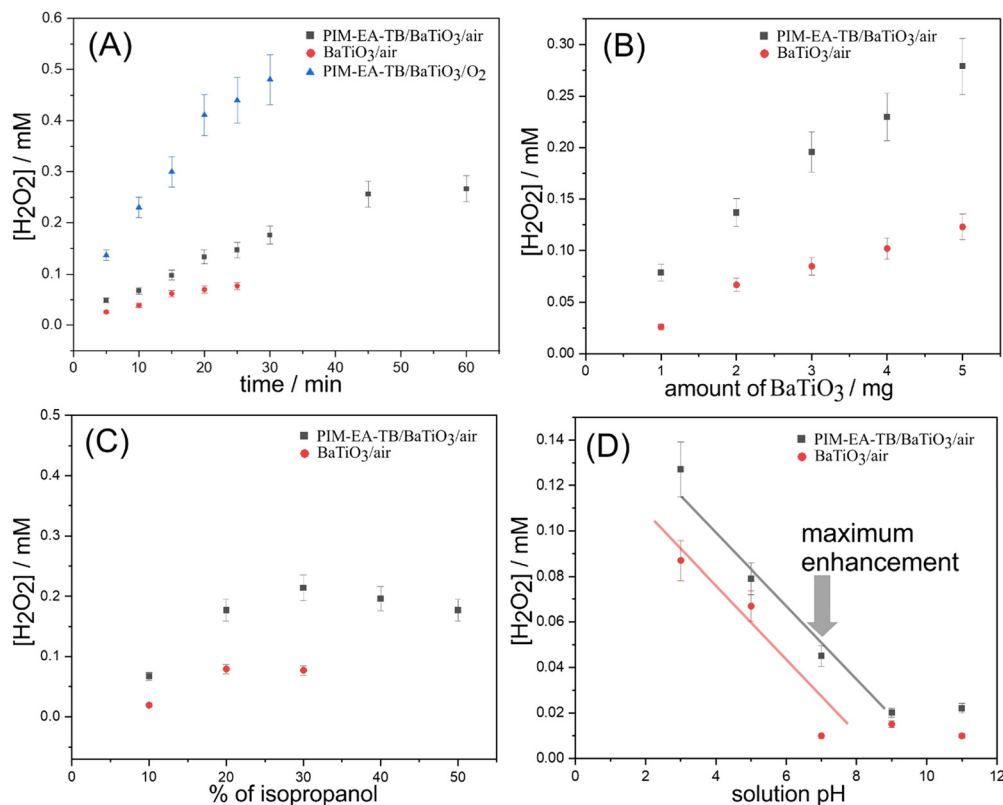 (A)
PIM-EA-TB/BaTiO3/air
BaTiO3/air
PIM-EA-TB/BaTiO3/O2
[H2O2] / mM
0.6
0.5
0.4
0.3
0.2
0.1
0.0
0 10 20 30 40 50 60
time / min
(B)
PIM-EA-TB/BaTiO3/air
BaTiO3/air
[H2O2] / mM
0.30
0.25
0.20
0.15
0.10
0.05
0.00
0 1 2 3 4 5
amount of BaTiO3 / mg
(C)
PIM-EA-TB/BaTiO3/air
BaTiO3/air
[H2O2] / mM
0.5
0.4
0.3
0.2
0.1
0.0
0 10 20 30 40 50
% of isopropanol
(D)
PIM-EA-TB/BaTiO3/air
BaTiO3/air
maximum
enhancement
[H2O2] / mM
0.14
0.12
0.10
0.08
0.06
0.04
0.02
0.00
0 2 4 6 8 10 12
solution pH